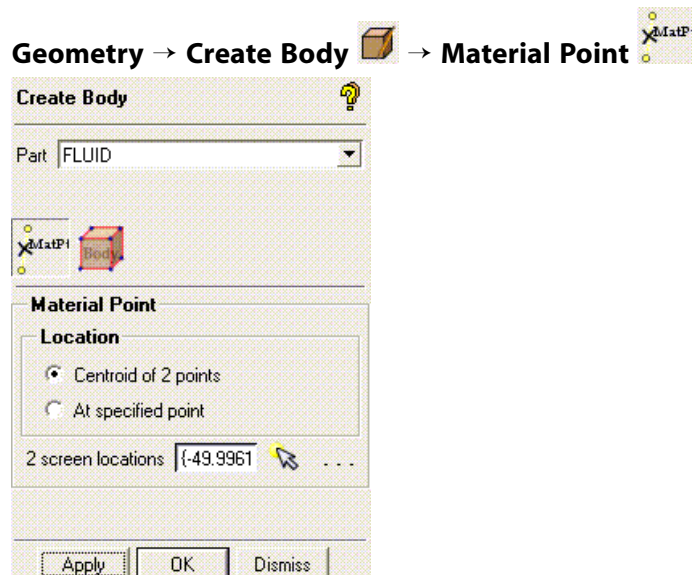 Geometry → Create Body → Material Point MatP
Create Body
Part FLUID
MatPt Body
Material Point
Location
Centroid of 2 points
At specified point
2 screen locations {-49.9961 ...
Apply OK Dismiss